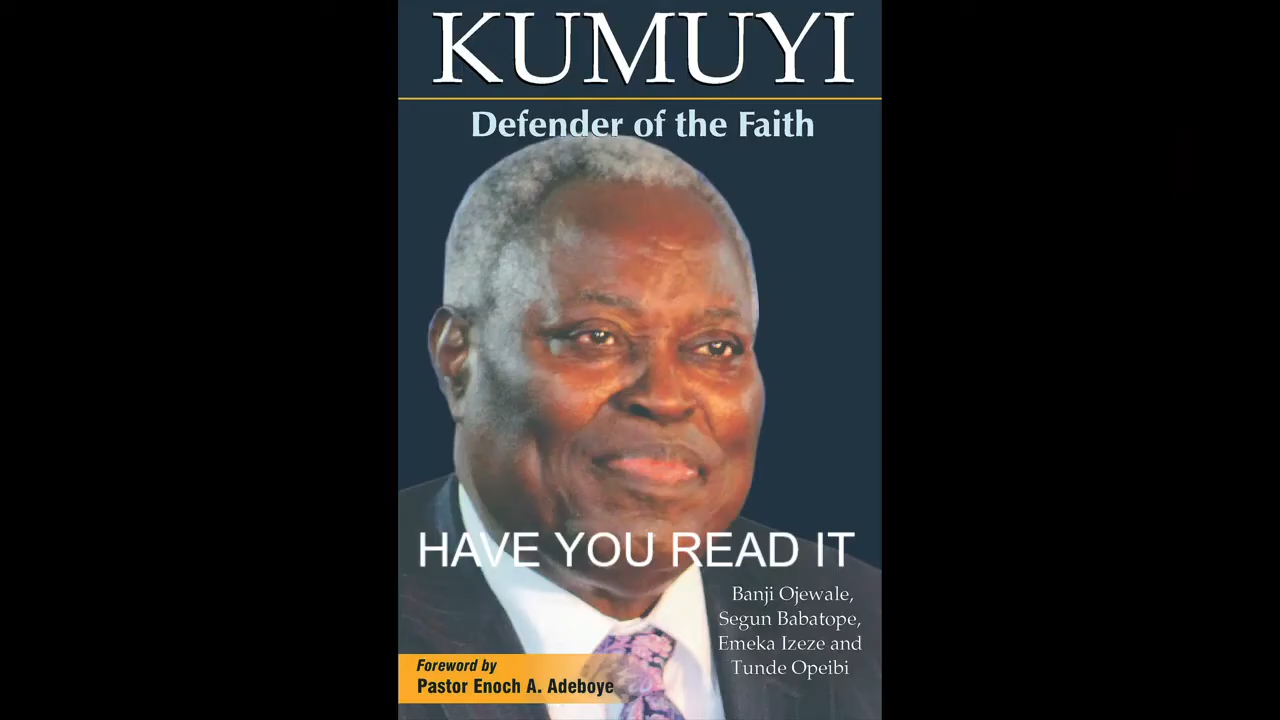 KUMUYI
Defender of the Faith
HAVE YOU READ IT
Banji Ojewale,
Segun Babatope,
Emeka Izeze and
Tunde Opeibi
Foreword by
Pastor Enoch A. Adeboye